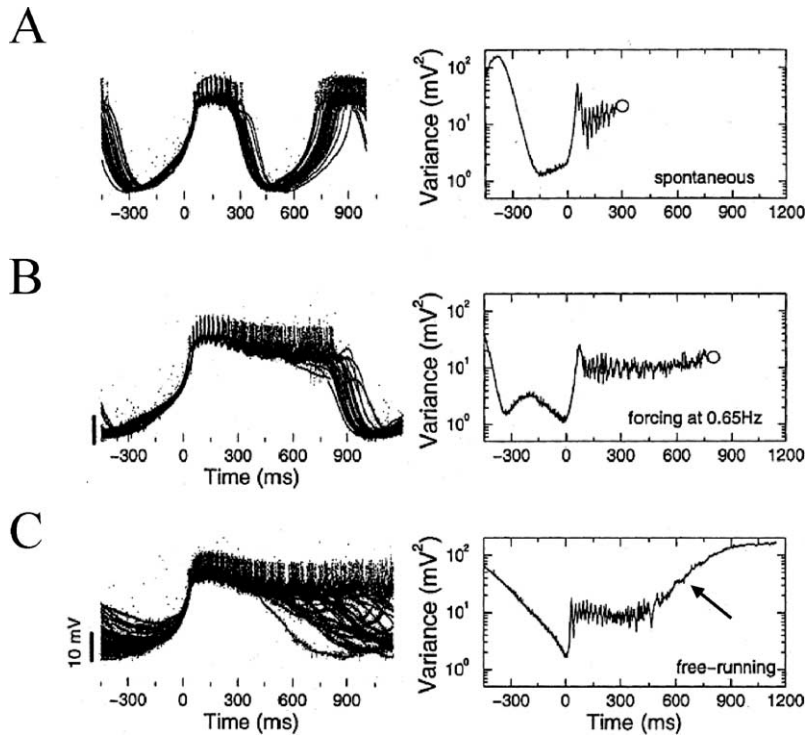 A
−300 0 300 600 900
Variance (mV²)
10²
10¹
10⁰
spontaneous
−300 0 300 600 900 1200
B
−300 0 300 600 900
Time (ms)
Variance (mV²)
10²
10¹
10⁰
forcing at 0.65Hz
−300 0 300 600 900 1200
C
10 mV
−300 0 300 600 900
Time (ms)
Variance (mV²)
10²
10¹
10⁰
free−running
−300 0 300 600 900 1200
Time (ms)